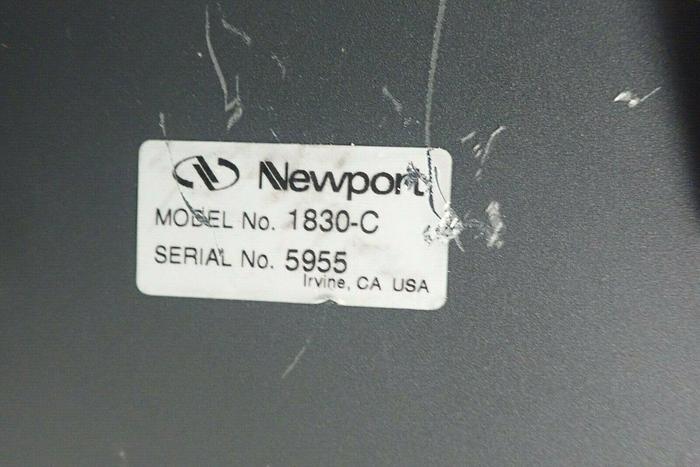 Newport
MODEL No. 1830-C
SERIAL No. 5955
Irvine, CA USA